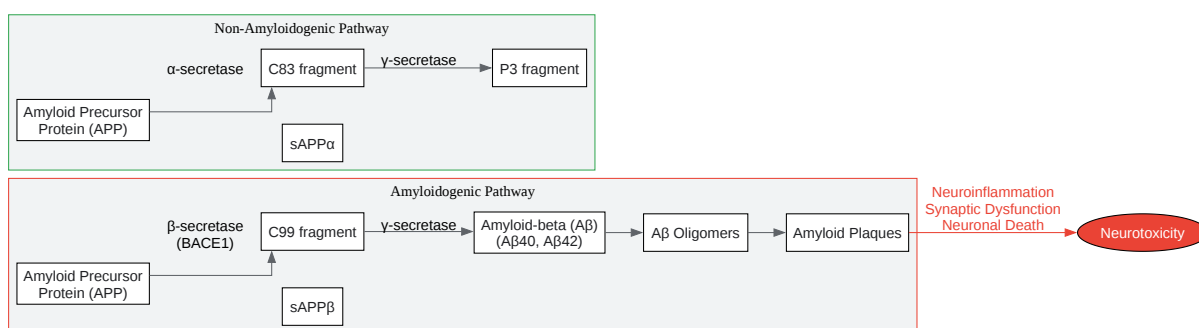 Non-Amyloidogenic Pathway
α-secretase
C83 fragment
γ-secretase
P3 fragment
Amyloid Precursor
Protein (APP)
sAPPα
Amyloidogenic Pathway
β-secretase
(BACE1)
C99 fragment
γ-secretase
Amyloid-beta (Aβ)
(Aβ40, Aβ42)
Aβ Oligomers
Amyloid Plaques
Neuroinflammation
Synaptic Dysfunction
Neuronal Death
Neurotoxicity
Amyloid Precursor
Protein (APP)
sAPPβ